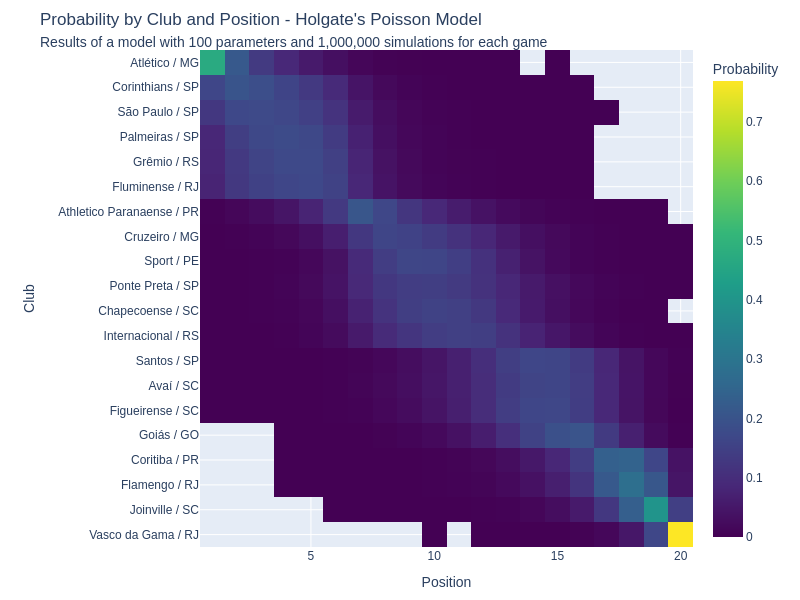 Probability by Club and Position - Holgate's Poisson Model
Results of a model with 100 parameters and 1,000,000 simulations for each game
Probability
Club
Atlético / MG
Corinthians / SP
São Paulo / SP
Palmeiras / SP
Grêmio / RS
Fluminense / RJ
Athletico Paranaense / PR
Cruzeiro / MG
Sport / PE
Ponte Preta / SP
Chapecoense / SC
Internacional / RS
Santos / SP
Avaí / SC
Figueirense / SC
Goiás / GO
Coritiba / PR
Flamengo / RJ
Joinville / SC
Vasco da Gama / RJ
0.7
0.6
0.5
0.4
0.3
0.2
0.1
0
5 10 15 20
Position